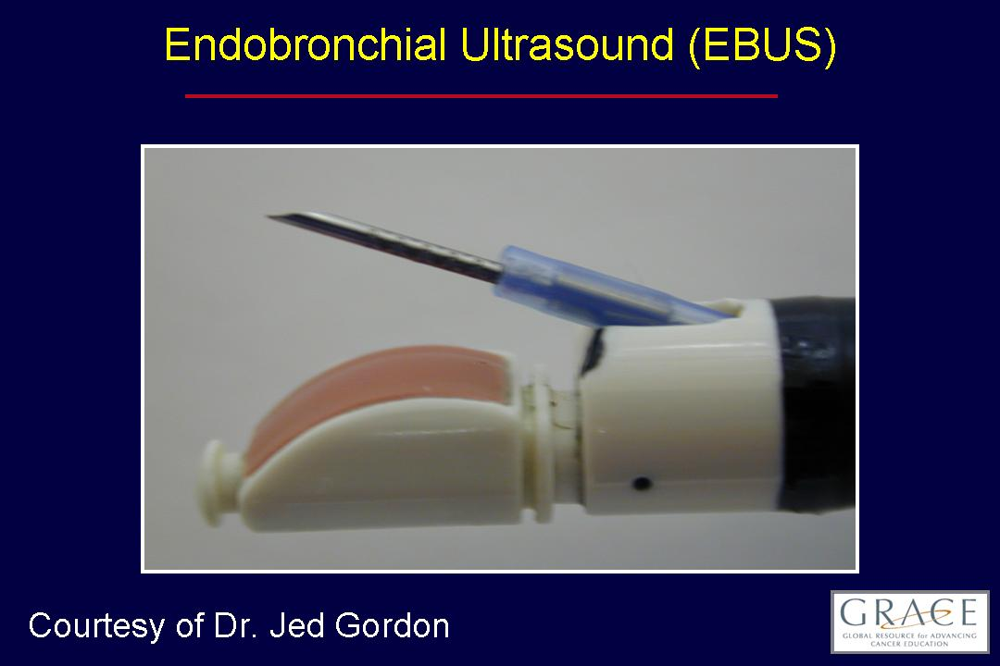 Endobronchial Ultrasound (EBUS)
Courtesy of Dr. Jed Gordon
GRACE
GLOBAL RESOURCE for ADVANCING
CANCER EDUCATION